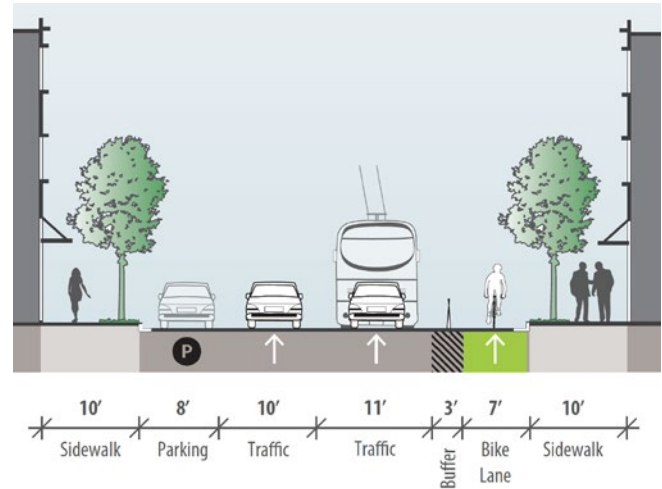 P
10′ 8′ 10′ 11′ 3′ 7′ 10′
Sidewalk Parking Traffic Traffic Buffer Bike Lane Sidewalk